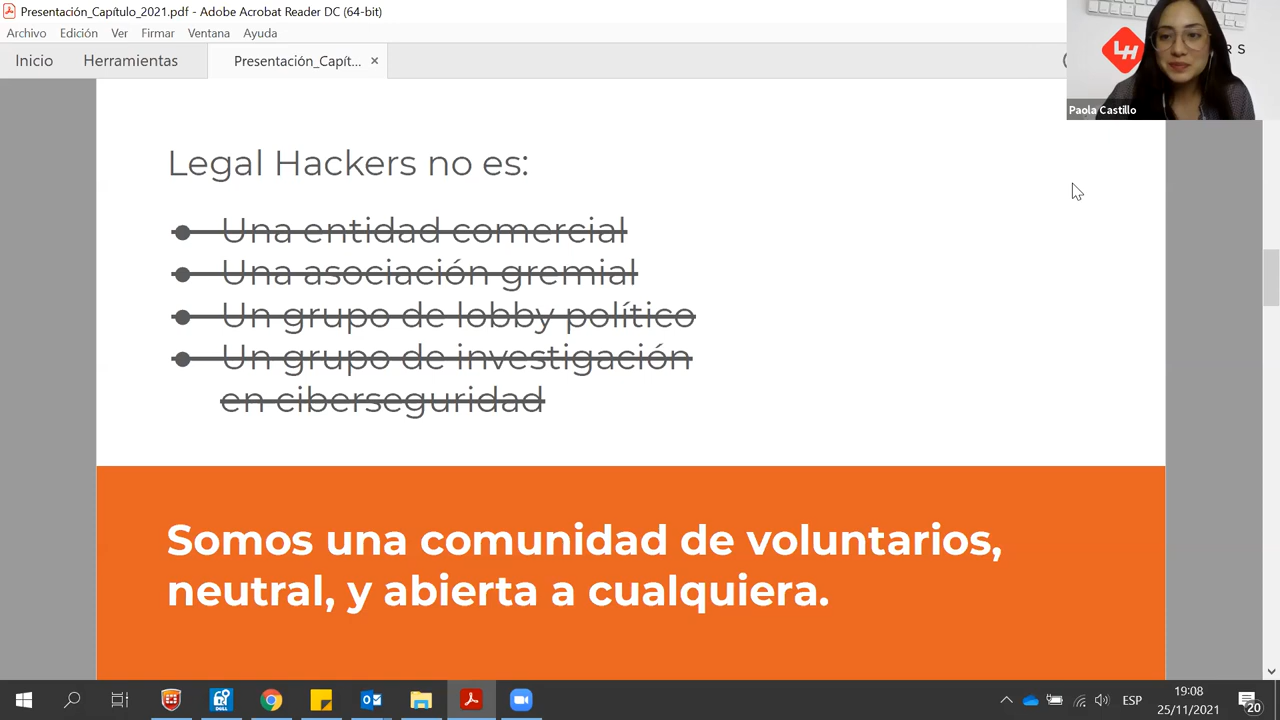 Presentación_Capítulo_2021.pdf - Adobe Acrobat Reader DC (64-bit)
Archivo Edición Ver Firmar Ventana Ayuda
Inicio Herramientas Presentación_Capít... ×
LH RS
Paola Castillo
Legal Hackers no es:
● Una entidad comercial
● Una asociación gremial
● Un grupo de lobby político
● Un grupo de investigación
en ciberseguridad
Somos una comunidad de voluntarios,
neutral, y abierta a cualquiera.
ESP
19:08
25/11/2021
20